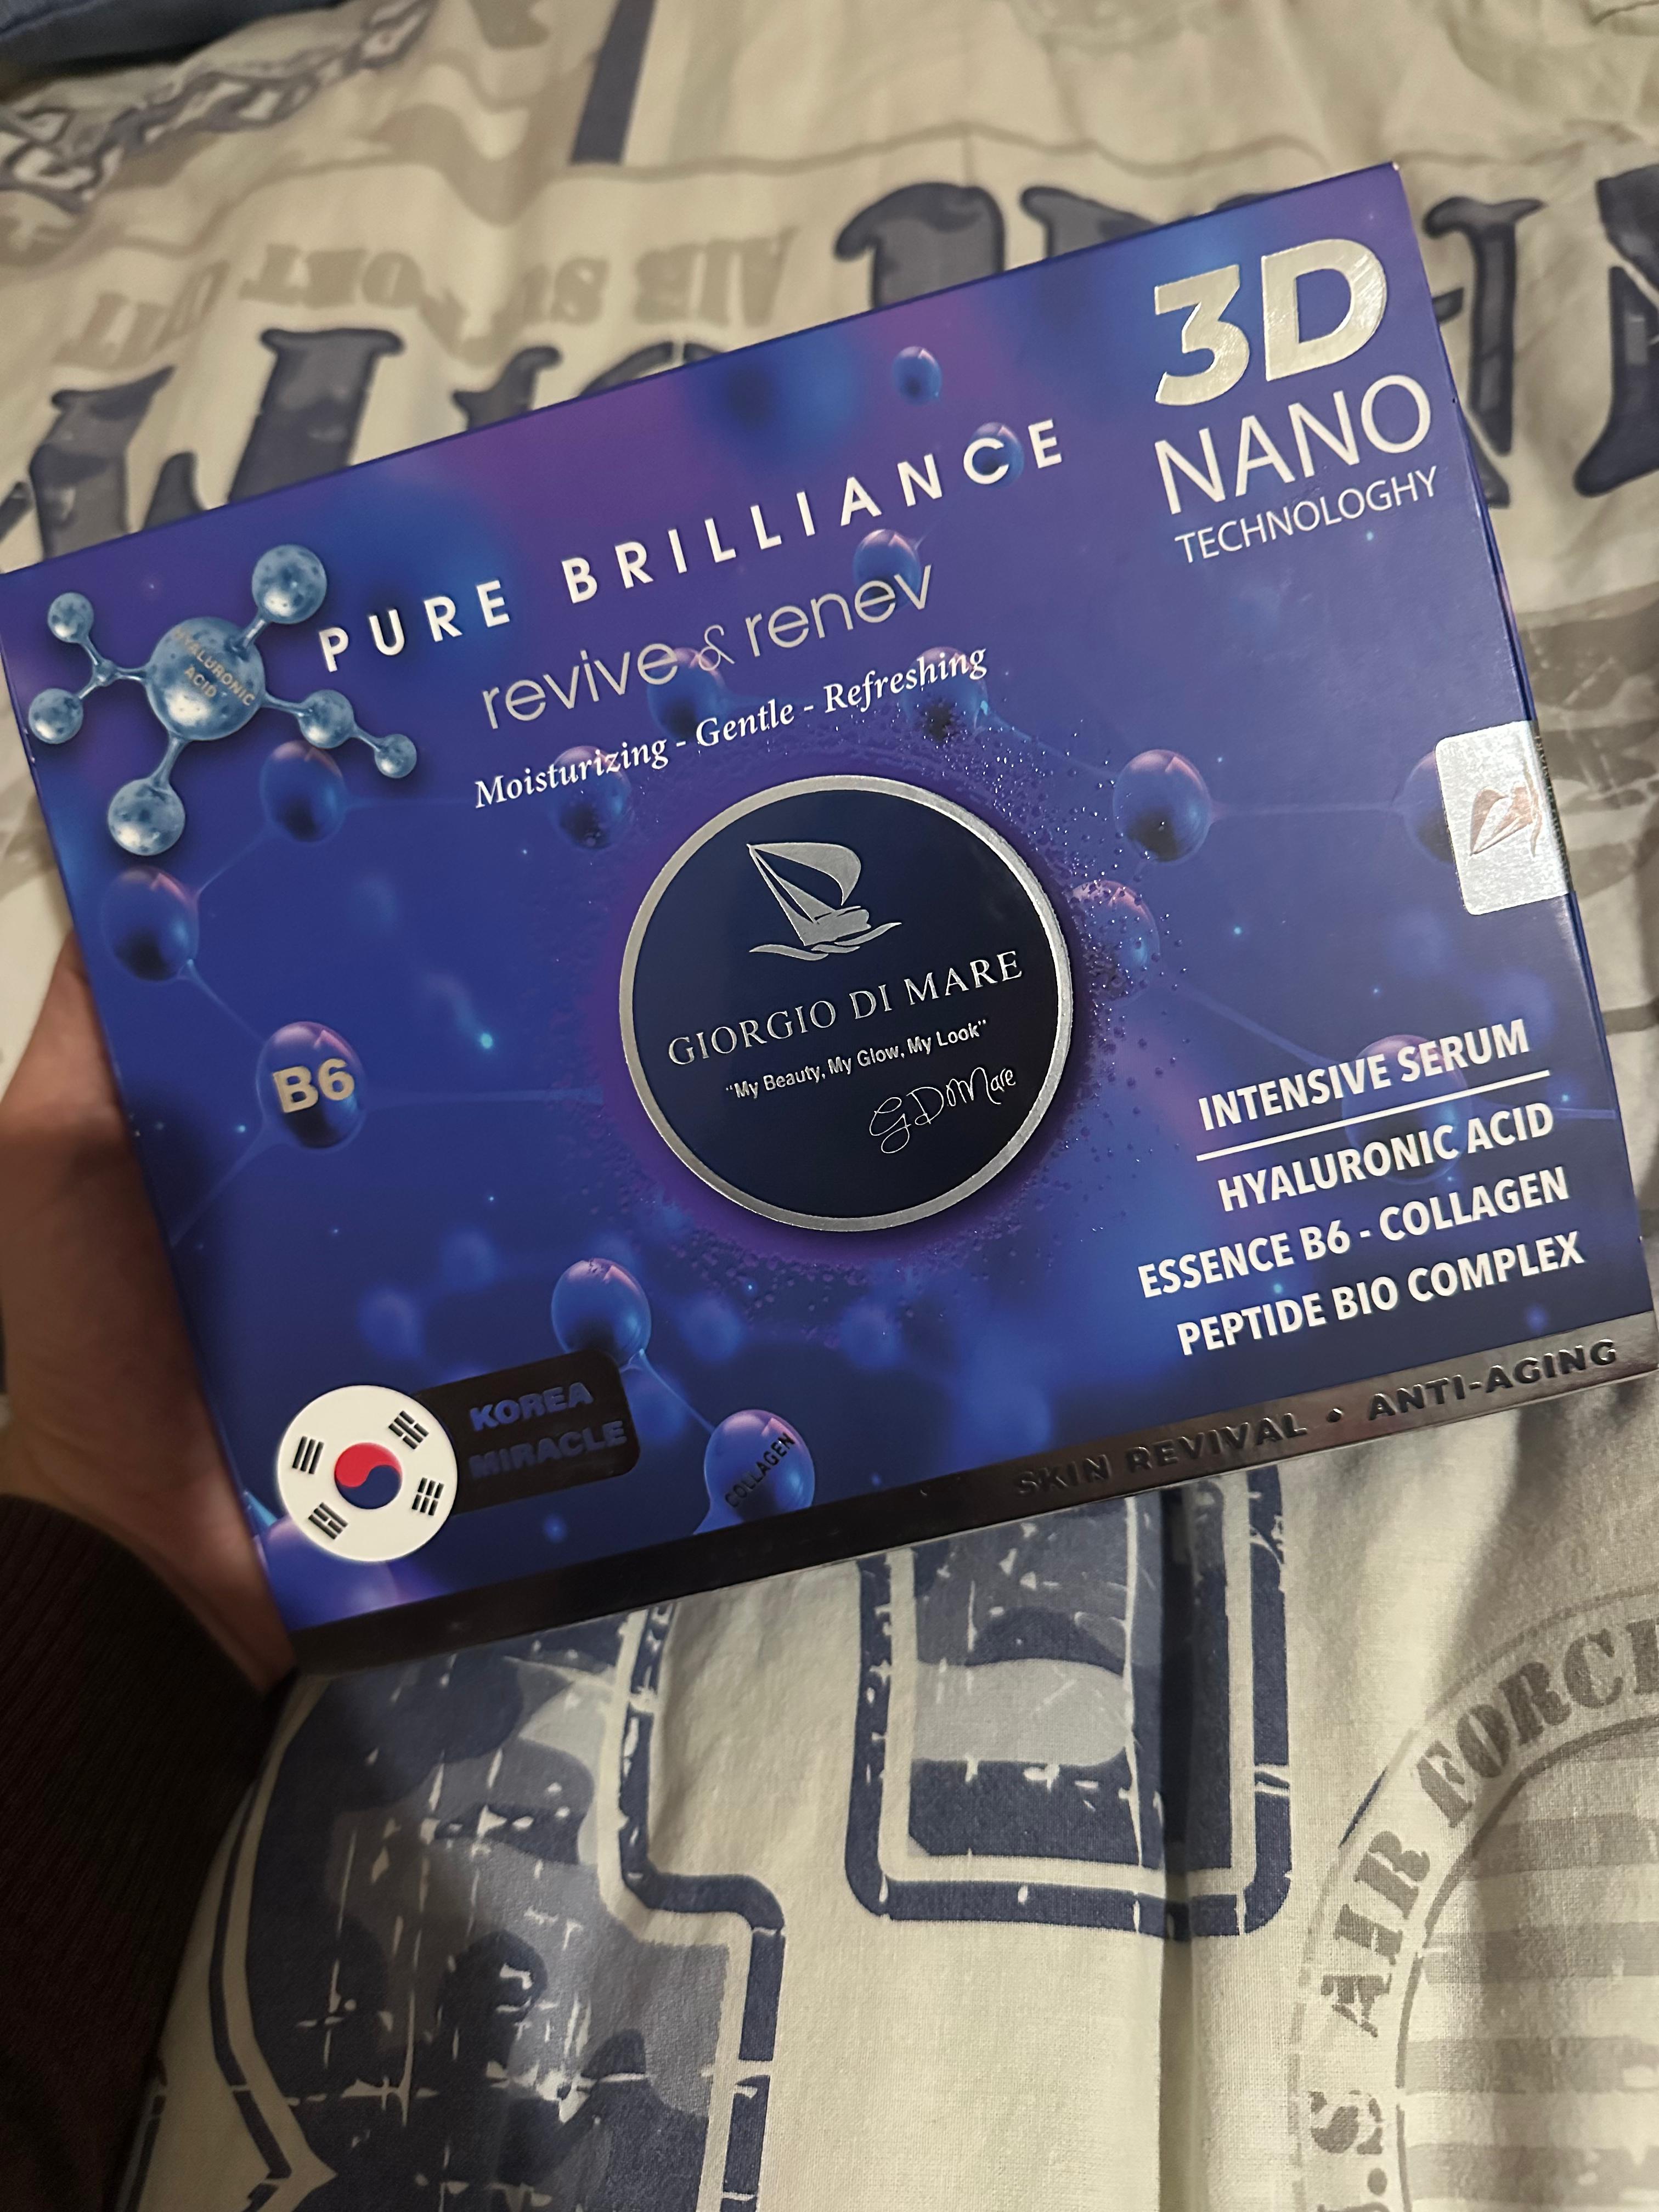 3D
NANO
TECHNOLOGHY
PURE BRILLIANCE
revive & renev
Moisturizing - Gentle - Refreshing
HYALURONIC
ACID
GIORGIO DI MARE
"My Beauty, My Glow, My Look"
GDiMare
B6
INTENSIVE SERUM
HYALURONIC ACID
ESSENCE B6 - COLLAGEN
PEPTIDE BIO COMPLEX
KOREA
MIRACLE
COLLAGEN
SKIN REVIVAL • ANTI-AGING
AIR FORCE